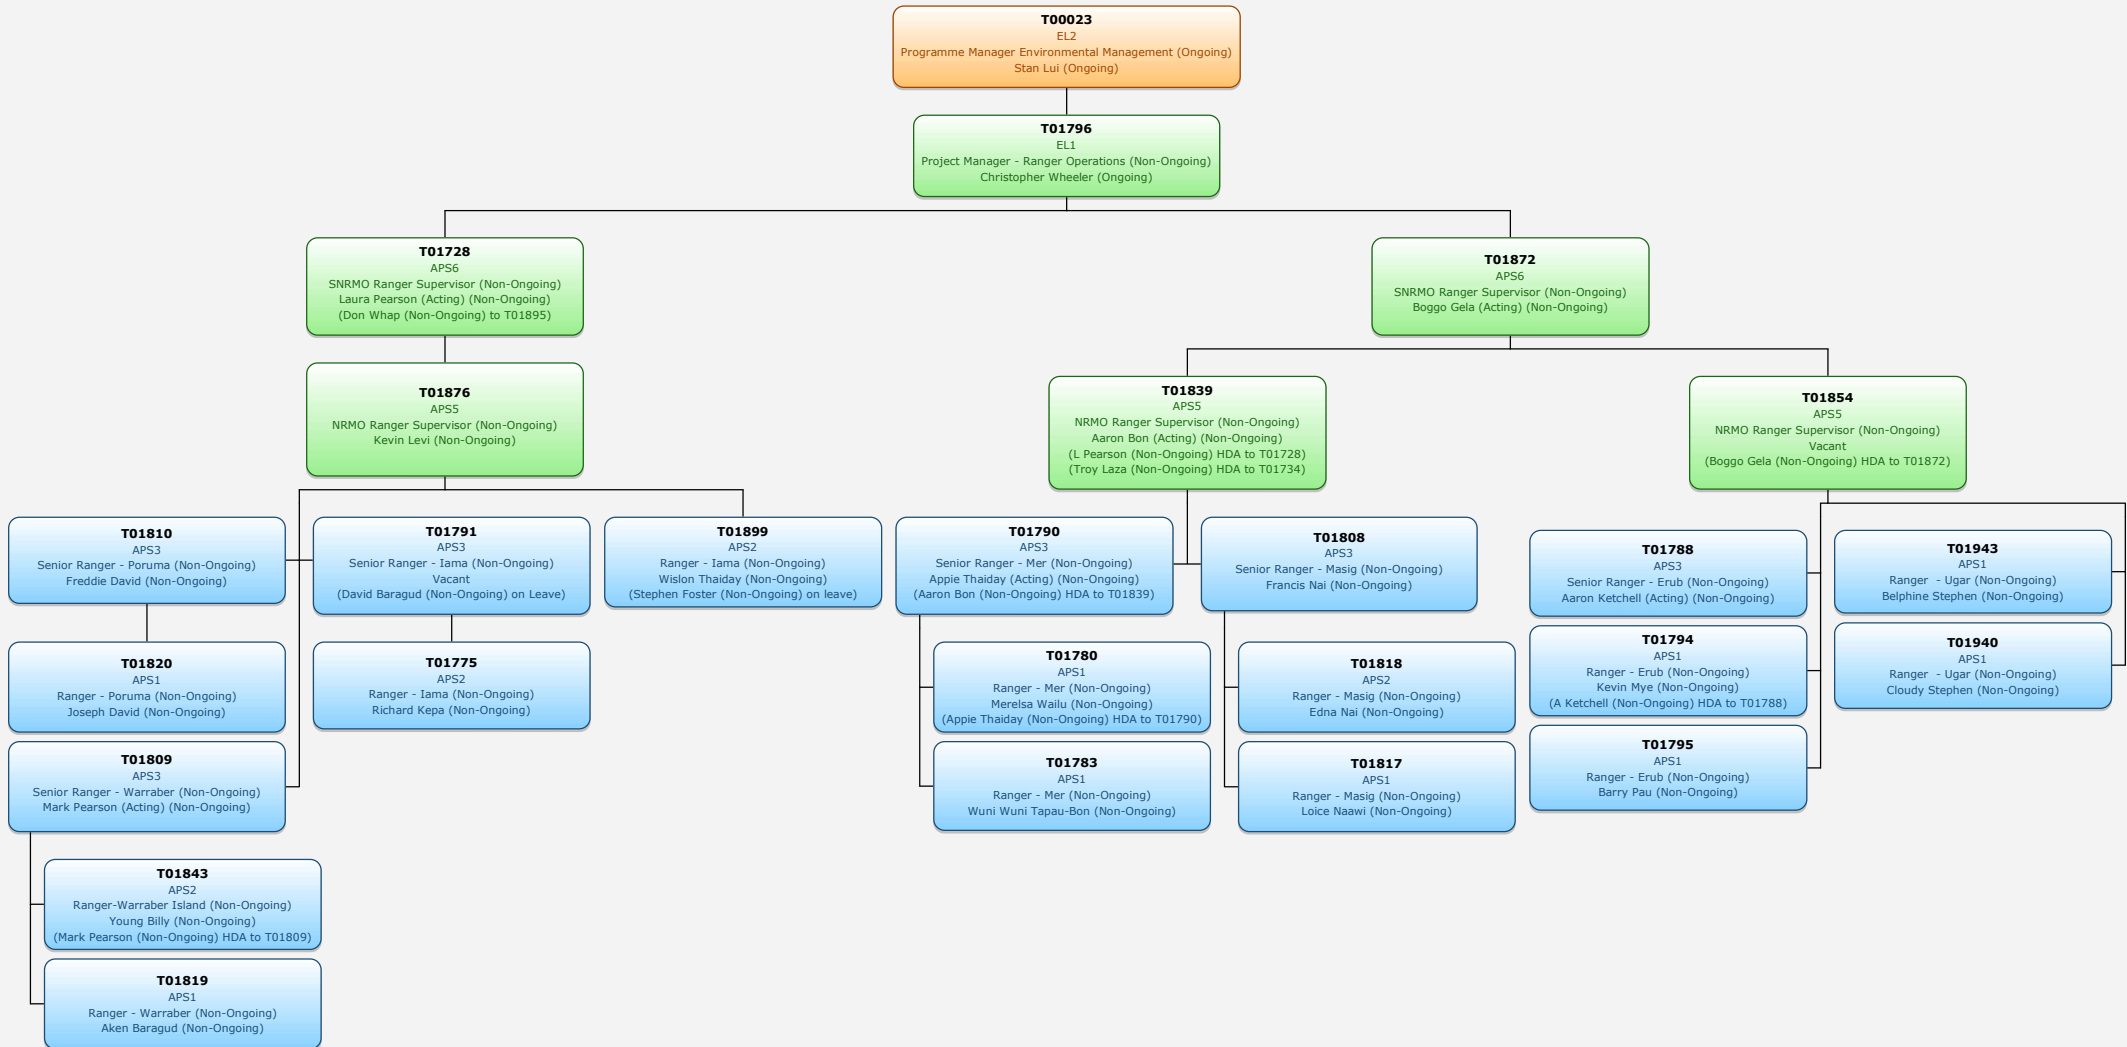 T00023
EL2
Programme Manager Environmental Management (Ongoing)
Stan Lui (Ongoing)
T01796
EL1
Project Manager - Ranger Operations (Non-Ongoing)
Christopher Wheeler (Ongoing)
T01728
APS6
SNRMO Ranger Supervisor (Non-Ongoing)
Laura Pearson (Acting) (Non-Ongoing)
(Don Whap (Non-Ongoing) to T01895)
T01872
APS6
SNRMO Ranger Supervisor (Non-Ongoing)
Boggo Gela (Acting) (Non-Ongoing)
T01876
APS5
NRMO Ranger Supervisor (Non-Ongoing)
Kevin Levi (Non-Ongoing)
T01839
APS5
NRMO Ranger Supervisor (Non-Ongoing)
Aaron Bon (Acting) (Non-Ongoing)
(L Pearson (Non-Ongoing) HDA to T01728)
(Troy Laza (Non-Ongoing) HDA to T01734)
T01854
APS5
NRMO Ranger Supervisor (Non-Ongoing)
Vacant
(Boggo Gela (Non-Ongoing) HDA to T01872)
T01810
APS3
Senior Ranger - Poruma (Non-Ongoing)
Freddie David (Non-Ongoing)
T01791
APS3
Senior Ranger - Iama (Non-Ongoing)
Vacant
(David Baragud (Non-Ongoing) on Leave)
T01899
APS2
Ranger - Iama (Non-Ongoing)
Wislon Thaiday (Non-Ongoing)
(Stephen Foster (Non-Ongoing) on leave)
T01790
APS3
Senior Ranger - Mer (Non-Ongoing)
Appie Thaiday (Acting) (Non-Ongoing)
(Aaron Bon (Non-Ongoing) HDA to T01839)
T01808
APS3
Senior Ranger - Masig (Non-Ongoing)
Francis Nai (Non-Ongoing)
T01788
APS3
Senior Ranger - Erub (Non-Ongoing)
Aaron Ketchell (Acting) (Non-Ongoing)
T01943
APS1
Ranger  - Ugar (Non-Ongoing)
Belphine Stephen (Non-Ongoing)
T01820
APS1
Ranger - Poruma (Non-Ongoing)
Joseph David (Non-Ongoing)
T01775
APS2
Ranger - Iama (Non-Ongoing)
Richard Kepa (Non-Ongoing)
T01780
APS1
Ranger - Mer (Non-Ongoing)
Merelsa Wailu (Non-Ongoing)
(Appie Thaiday (Non-Ongoing) HDA to T01790)
T01818
APS2
Ranger - Masig (Non-Ongoing)
Edna Nai (Non-Ongoing)
T01794
APS1
Ranger - Erub (Non-Ongoing)
Kevin Mye (Non-Ongoing)
(A Ketchell (Non-Ongoing) HDA to T01788)
T01940
APS1
Ranger  - Ugar (Non-Ongoing)
Cloudy Stephen (Non-Ongoing)
T01809
APS3
Senior Ranger - Warraber (Non-Ongoing)
Mark Pearson (Acting) (Non-Ongoing)
T01783
APS1
Ranger - Mer (Non-Ongoing)
Wuni Wuni Tapau-Bon (Non-Ongoing)
T01817
APS1
Ranger - Masig (Non-Ongoing)
Loice Naawi (Non-Ongoing)
T01795
APS1
Ranger - Erub (Non-Ongoing)
Barry Pau (Non-Ongoing)
T01843
APS2
Ranger-Warraber Island (Non-Ongoing)
Young Billy (Non-Ongoing)
(Mark Pearson (Non-Ongoing) HDA to T01809)
T01819
APS1
Ranger - Warraber (Non-Ongoing)
Aken Baragud (Non-Ongoing)